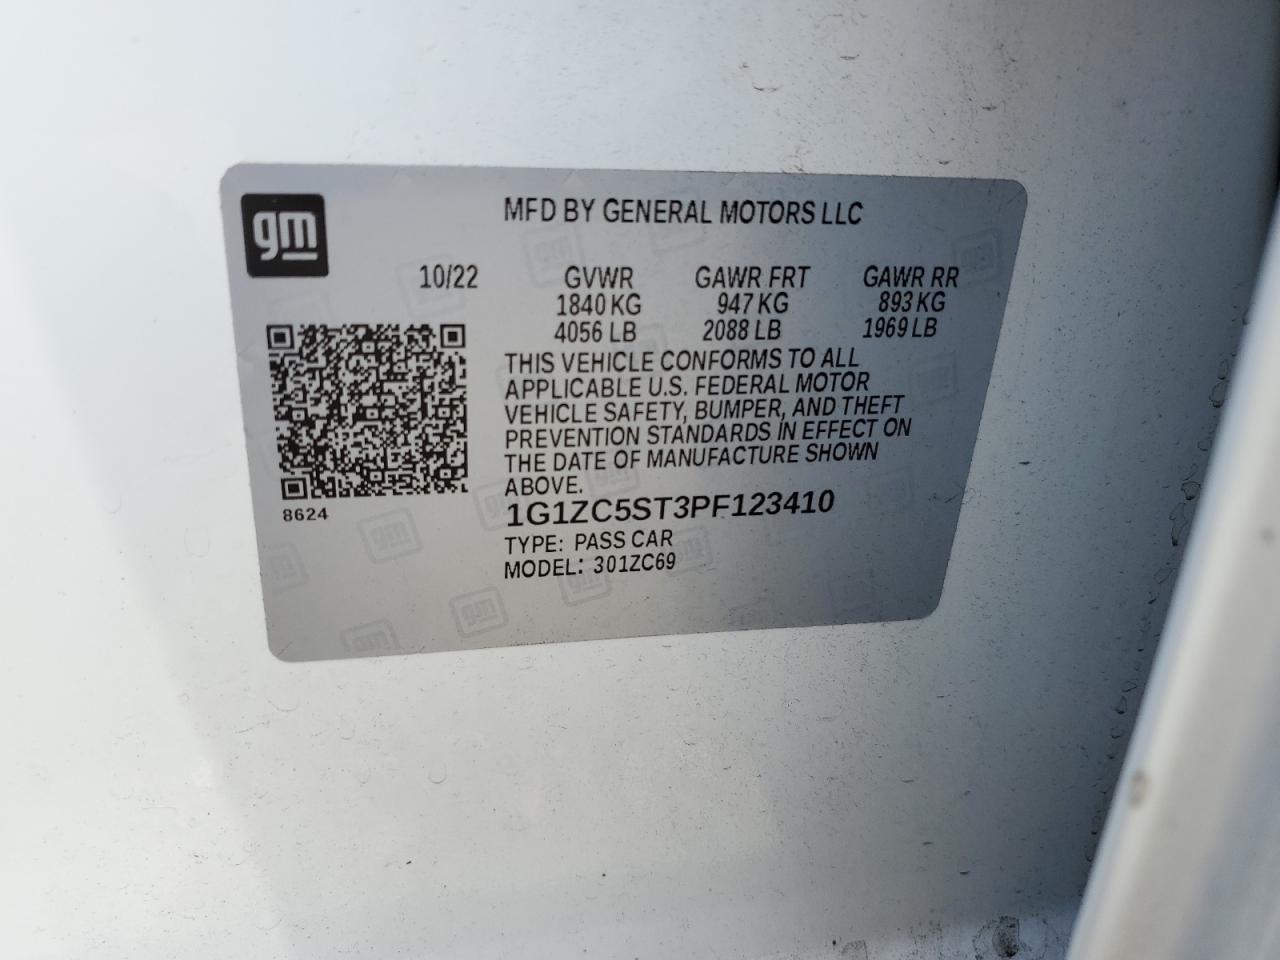 gm
MFD BY GENERAL MOTORS LLC
10/22 GVWR GAWR FRT GAWR RR
1840 KG 947 KG 893 KG
4056 LB 2088 LB 1969 LB
THIS VEHICLE CONFORMS TO ALL
APPLICABLE U.S. FEDERAL MOTOR
VEHICLE SAFETY, BUMPER, AND THEFT
PREVENTION STANDARDS IN EFFECT ON
THE DATE OF MANUFACTURE SHOWN
ABOVE.
8624
1G1ZC5ST3PF123410
TYPE: PASS CAR
MODEL: 301ZC69